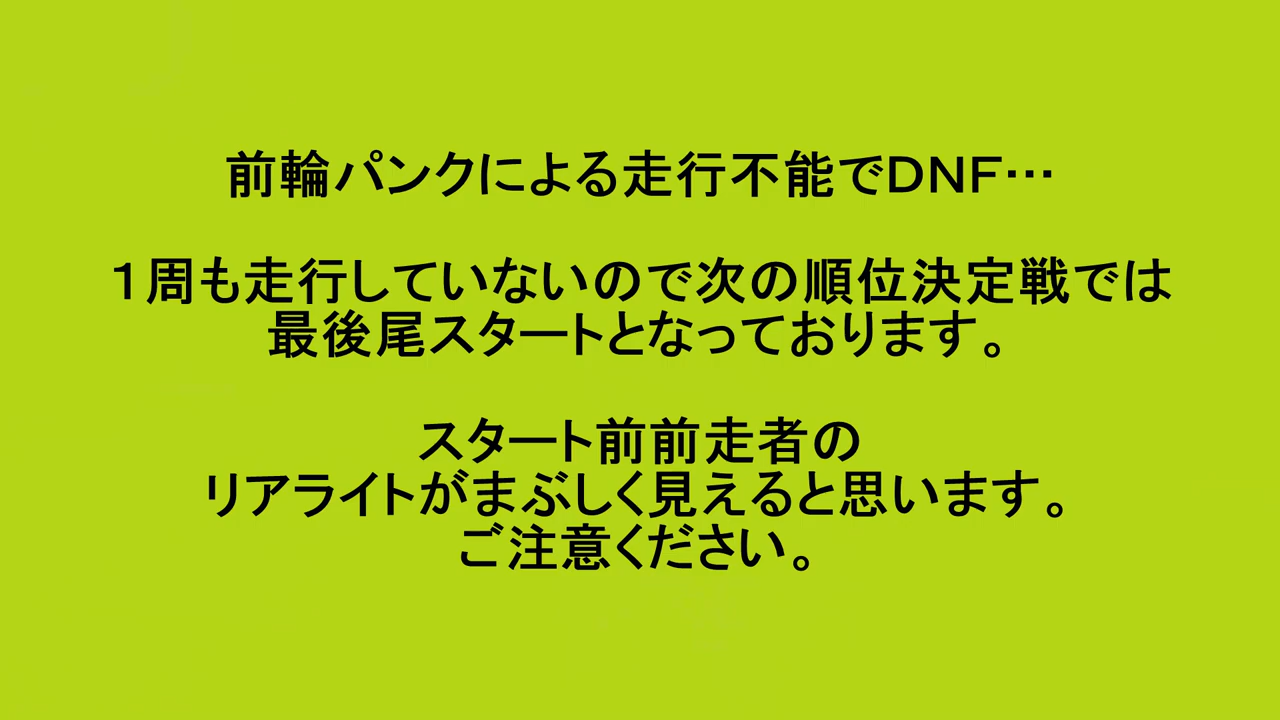 前輪パンクによる走行不能でＤＮＦ…
１周も走行していないので次の順位決定戦では
最後尾スタートとなっております。
スタート前前走者の
リアライトがまぶしく見えると思います。
ご注意ください。